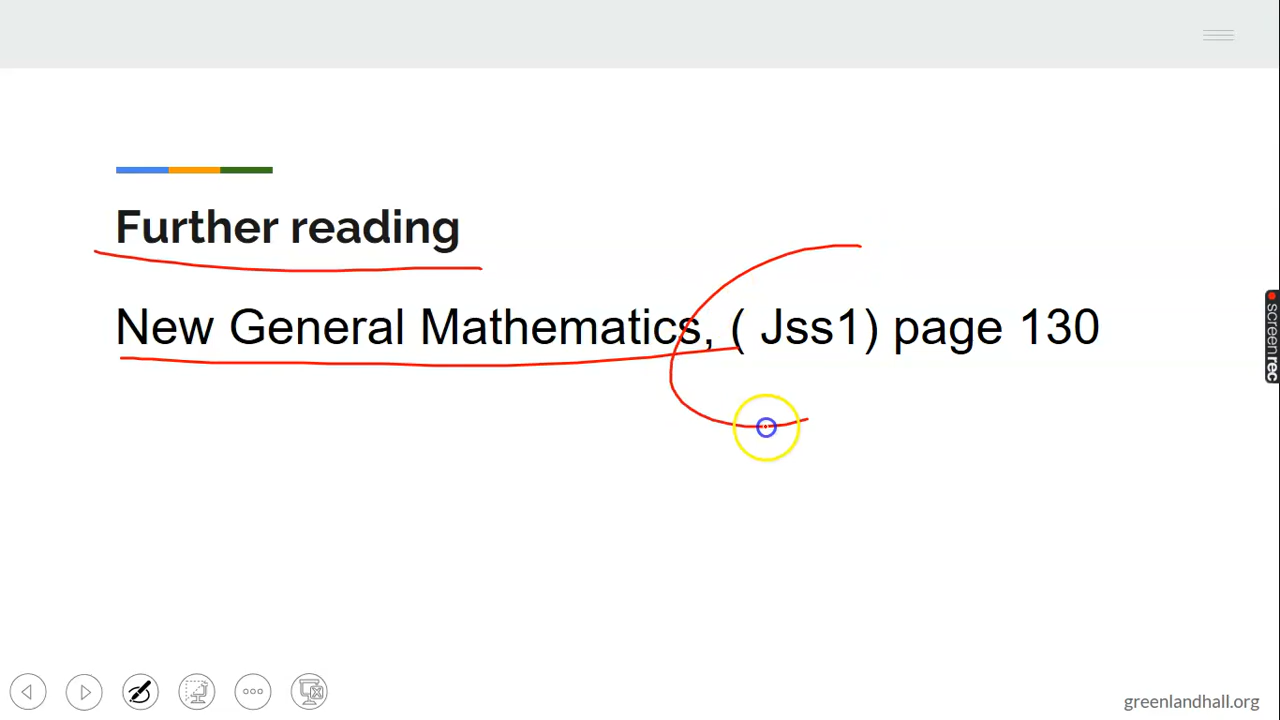 Further reading
New General Mathematics, ( Jss1) page 130
screenrec
greenlandhall.org